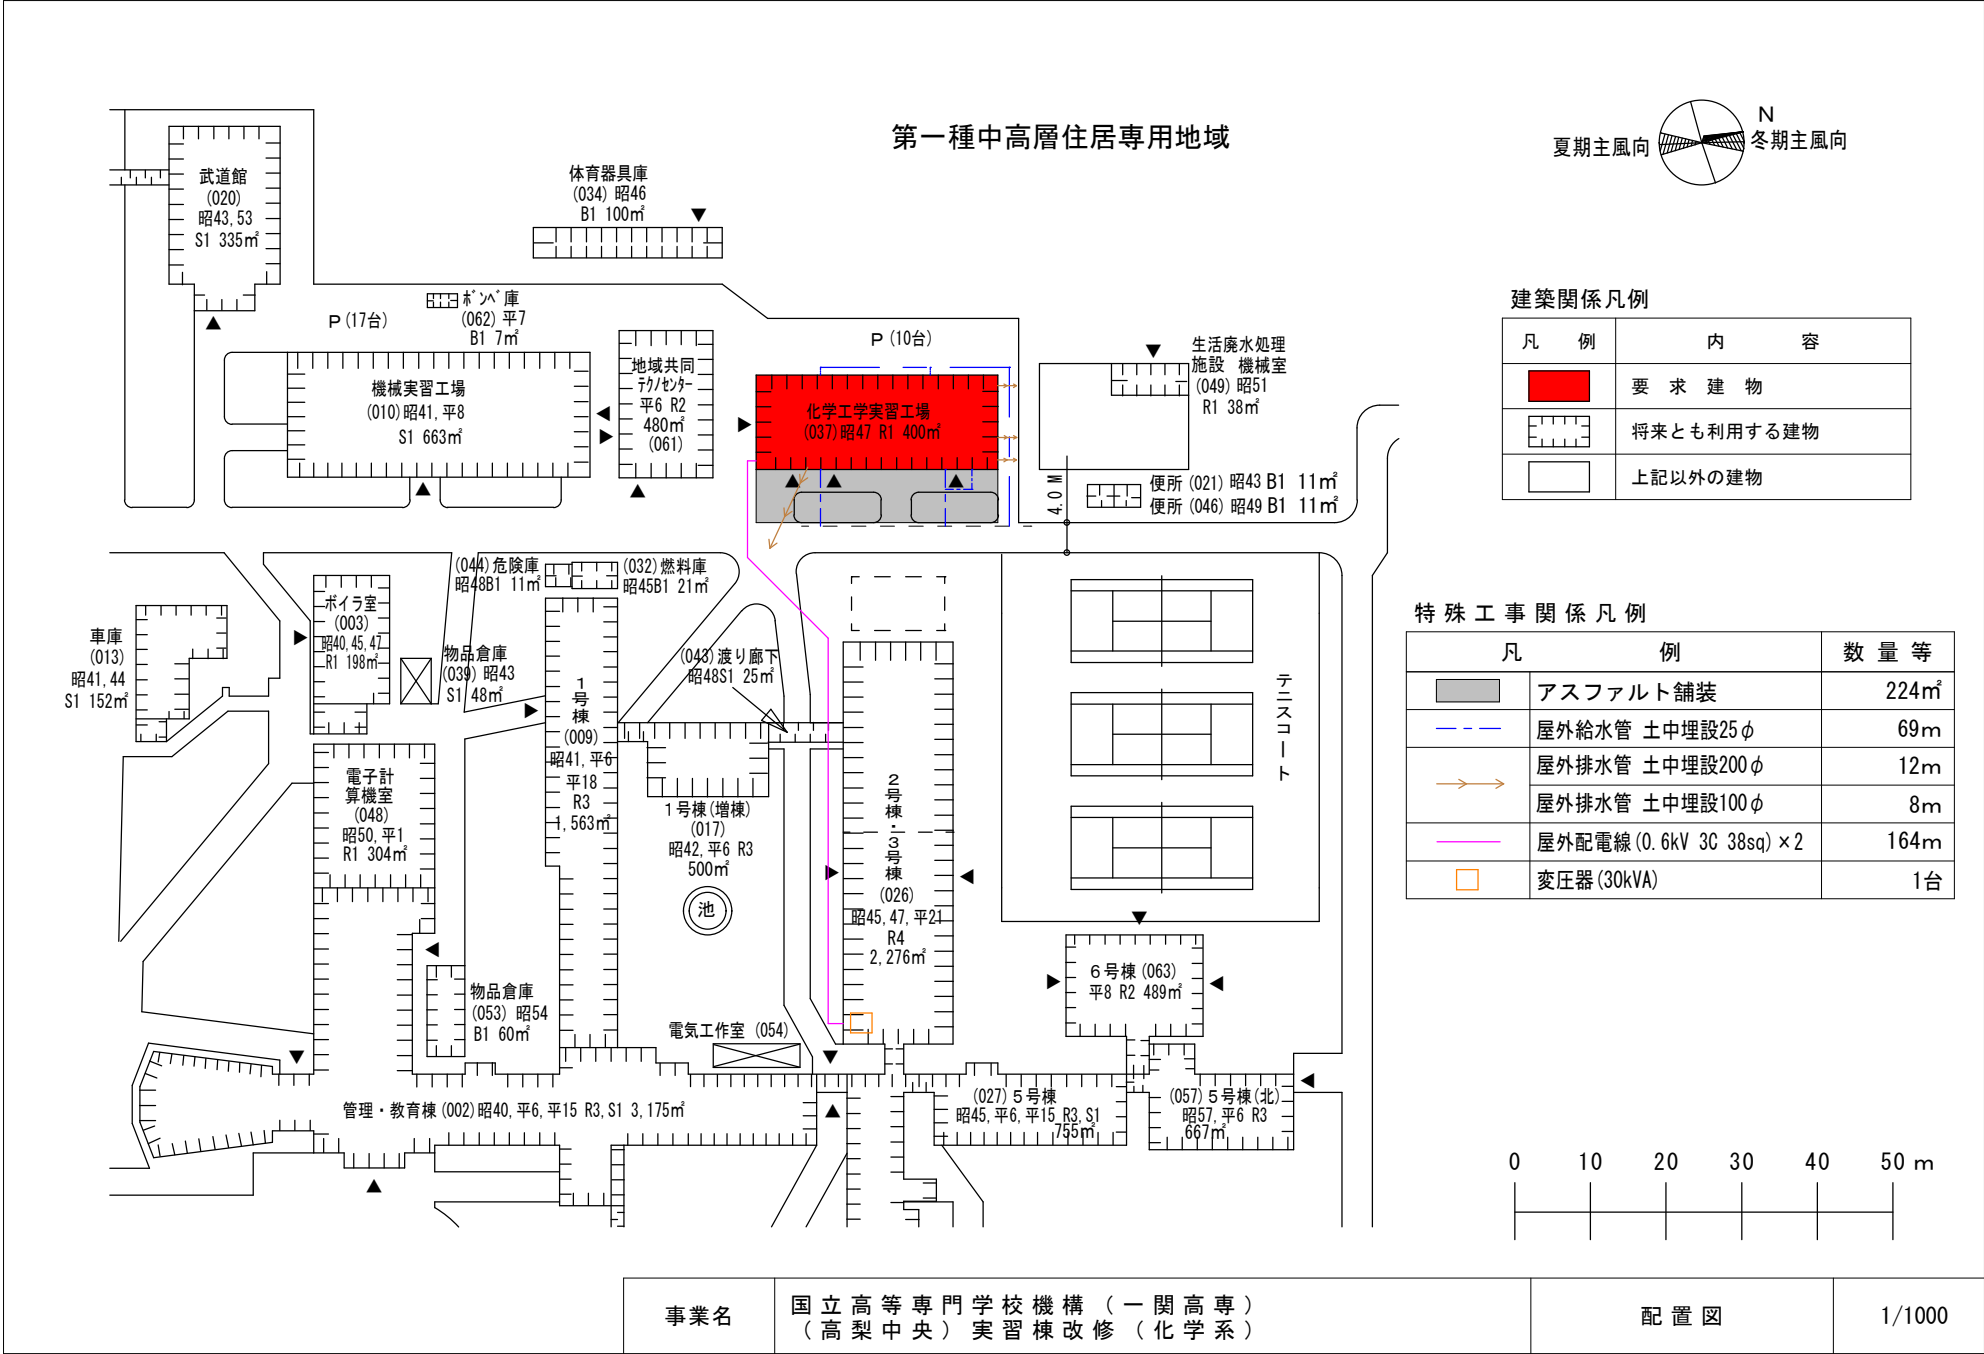 第一種中高層住居専用地域
N
夏期主風向
冬期主風向
武道館
(020)
昭43,53
S1 335㎡
体育器具庫
(034) 昭46
B1 100㎡
P (17台)
ボンベ庫
(062) 平7
B1 7㎡
機械実習工場
(010) 昭41, 平8
S1 663㎡
地域共同
テクノセンター
平6 R2
480㎡
(061)
P (10台)
化学工学実習工場
(037) 昭47 R1 400㎡
生活廃水処理
施設 機械室
(049) 昭51
R1 38㎡
4.0 M
便所 (021) 昭43 B1 11㎡
便所 (046) 昭49 B1 11㎡
建築関係凡例
凡 例
内 容
要 求 建 物
将来とも利用する建物
上記以外の建物
(044) 危険庫
昭48B1 11㎡
(032) 燃料庫
昭45B1 21㎡
ボイラ室
(003)
昭40,45,47
R1 198㎡
車庫
(013)
昭41,44
S1 152㎡
物品倉庫
(039) 昭43
S1 48㎡
(043) 渡り廊下
昭48S1 25㎡
1号棟
(009)
昭41, 平6
平18
R3
1,563㎡
電子計
算機室
(048)
昭50, 平1
R1 304㎡
1号棟(増棟)
(017)
昭42, 平6 R3
500㎡
池
2号棟・3号棟
(026)
昭45,47, 平21
R4
2,276㎡
テニスコート
物品倉庫
(053) 昭54
B1 60㎡
電気工作室 (054)
6号棟 (063)
平8 R2 489㎡
管理・教育棟 (002) 昭40, 平6, 平15 R3, S1 3,175㎡
(027) 5号棟
昭45, 平6, 平15 R3, S1
755㎡
(057) 5号棟(北)
昭57, 平6 R3
667㎡
特殊工事関係凡例
凡 例
数 量 等
アスファルト舗装
224㎡
屋外給水管 土中埋設25φ
69m
屋外排水管 土中埋設200φ
12m
屋外排水管 土中埋設100φ
8m
屋外配電線(0.6kV 3C 38sq)×2
164m
変圧器(30kVA)
1台
0 10 20 30 40 50 m
事業名
国立高等専門学校機構(一関高専)
(高梨中央)実習棟改修(化学系)
配置図
1/1000